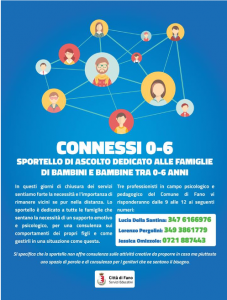 CONNESSI 0-6
SPORTELLO DI ASCOLTO DEDICATO ALLE FAMIGLIE
DI BAMBINI E BAMBINE TRA 0-6 ANNI
In questi giorni di chiusura dei servizi
sentiamo forte la necessità e l'importanza di
rimanere vicini se pur nella distanza. Lo
sportello è dedicato a tutte le famiglie che
sentano la necessità di un supporto emotivo
e psicologico, per una consulenza sui
comportamenti dei propri figli e come
gestirli in una situazione come questa.
Tre professionisti in campo psicologico e
pedagogico del Comune di Fano vi
risponderanno dalle 9 alle 12 ai seguenti
numeri:
Lucia Della Santina: 347 6166976
Lorenzo Pergolini: 349 3861779
Jessica Omizzolo: 0721 887443
Si specifica che lo sportello non offre consulenza sulle attività creative da proporre in casa ma piuttosto
uno spazio di parola e di consulenza per i genitori che ne sentano il bisogno.
Città di Fano
Servizi Educativi